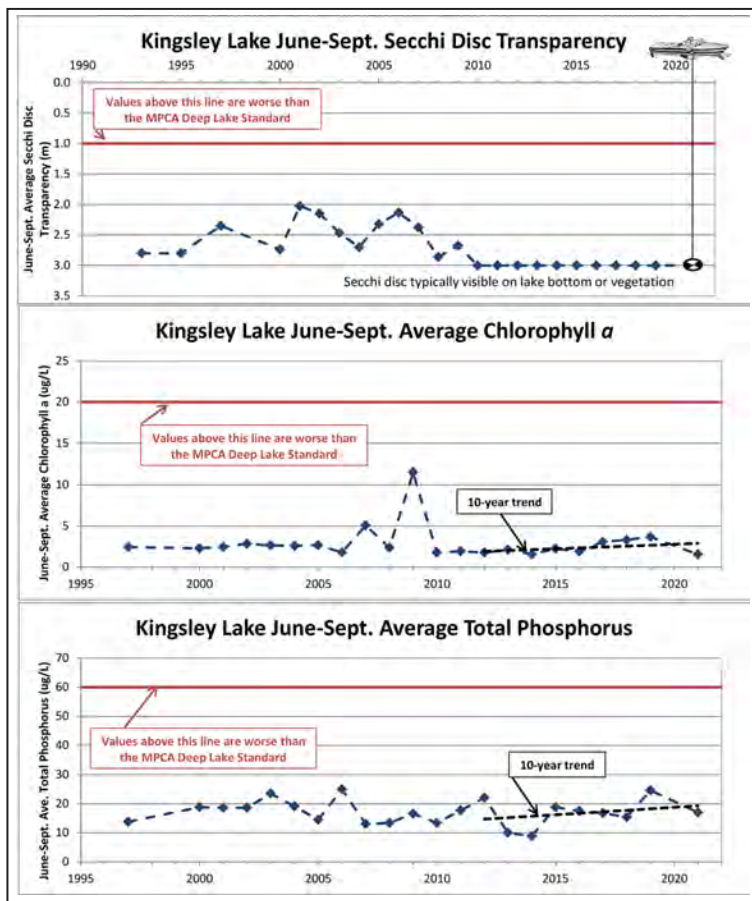 Kingsley Lake June-Sept. Secchi Disc Transparency
1990 1995 2000 2005 2010 2015 2020
June-Sept. Average Secchi Disc
Transparency (m)
0.0
0.5
1.0
1.5
2.0
2.5
3.0
3.5
Values above this line are worse than
the MPCA Deep Lake Standard
Secchi disc typically visible on lake bottom or vegetation
Kingsley Lake June-Sept. Average Chlorophyll a
June-Sept. Average Chlorophyll a (ug/L)
25
20
15
10
5
0
Values above this line are worse than
the MPCA Deep Lake Standard
10-year trend
1995 2000 2005 2010 2015 2020
Kingsley Lake June-Sept. Average Total Phosphorus
June-Sept. Ave. Total Phosphorus (ug/L)
70
60
50
40
30
20
10
0
Values above this line are worse than
the MPCA Deep Lake Standard
10-year trend
1995 2000 2005 2010 2015 2020